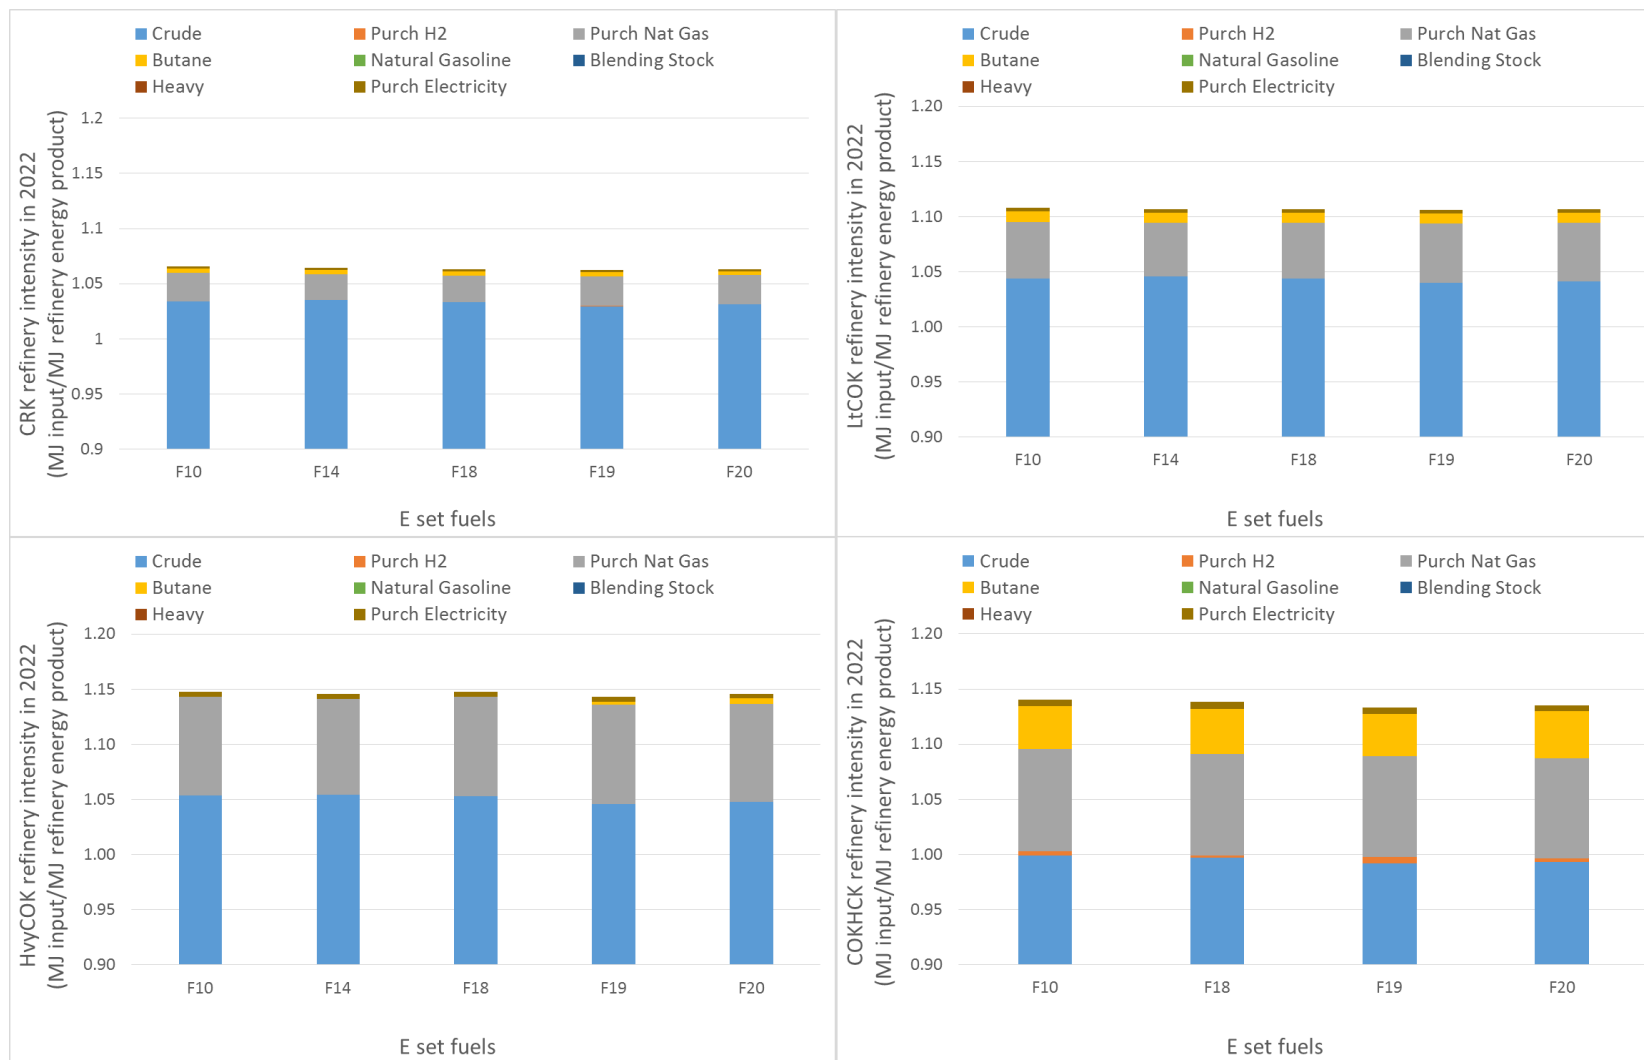 Crude Purch H2 Purch Nat Gas
Butane Natural Gasoline Blending Stock
Heavy Purch Electricity
CRK refinery intensity in 2022
(MJ input/MJ refinery energy product)
1.2
1.15
1.1
1.05
1
0.95
0.9
F10 F14 F18 F19 F20
E set fuels
Crude Purch H2 Purch Nat Gas
Butane Natural Gasoline Blending Stock
Heavy Purch Electricity
LtCOK refinery intensity in 2022
(MJ input/MJ refinery energy product)
1.20
1.15
1.10
1.05
1.00
0.95
0.90
F10 F14 F18 F19 F20
E set fuels
Crude Purch H2 Purch Nat Gas
Butane Natural Gasoline Blending Stock
Heavy Purch Electricity
HvyCOK refinery intensity in 2022
(MJ input/MJ refinery energy product)
1.20
1.15
1.10
1.05
1.00
0.95
0.90
F10 F14 F18 F19 F20
E set fuels
Crude Purch H2 Purch Nat Gas
Butane Natural Gasoline Blending Stock
Heavy Purch Electricity
COKHCK refinery intensity in 2022
(MJ input/MJ refinery energy product)
1.20
1.15
1.10
1.05
1.00
0.95
0.90
F10 F18 F19 F20
E set fuels